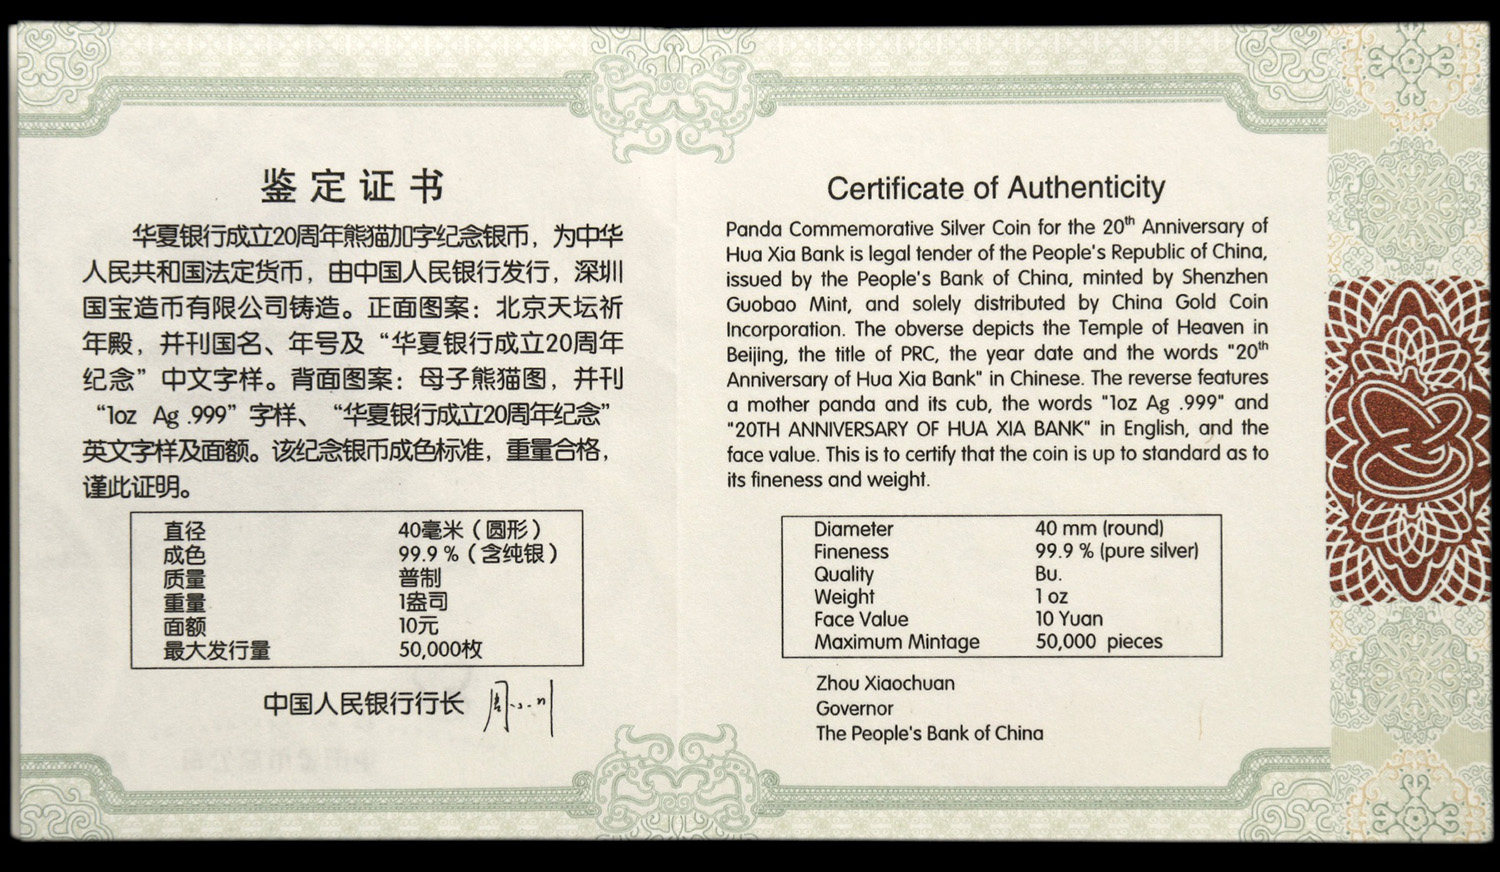 鉴定证书
华夏银行成立20周年熊猫加字纪念银币，为中华
人民共和国法定货币，由中国人民银行发行，深圳
国宝造币有限公司铸造。正面图案：北京天坛祈
年殿，并刊国名、年号及“华夏银行成立20周年
纪念”中文字样。背面图案：母子熊猫图，并刊
“1oz Ag .999”字样、“华夏银行成立20周年纪念”
英文字样及面额。该纪念银币成色标准，重量合格，
谨此证明。
直径 40毫米（圆形）
成色 99.9 %（含纯银）
质量 普制
重量 1盎司
面额 10元
最大发行量 50,000枚
中国人民银行行长 周小川
Certificate of Authenticity
Panda Commemorative Silver Coin for the 20th Anniversary of
Hua Xia Bank is legal tender of the People's Republic of China,
issued by the People's Bank of China, minted by Shenzhen
Guobao Mint, and solely distributed by China Gold Coin
Incorporation. The obverse depicts the Temple of Heaven in
Beijing, the title of PRC, the year date and the words "20th
Anniversary of Hua Xia Bank" in Chinese. The reverse features
a mother panda and its cub, the words "1oz Ag .999" and
"20TH ANNIVERSARY OF HUA XIA BANK" in English, and the
face value. This is to certify that the coin is up to standard as to
its fineness and weight.
Diameter 40 mm (round)
Fineness 99.9 % (pure silver)
Quality Bu.
Weight 1 oz
Face Value 10 Yuan
Maximum Mintage 50,000 pieces
Zhou Xiaochuan
Governor
The People's Bank of China